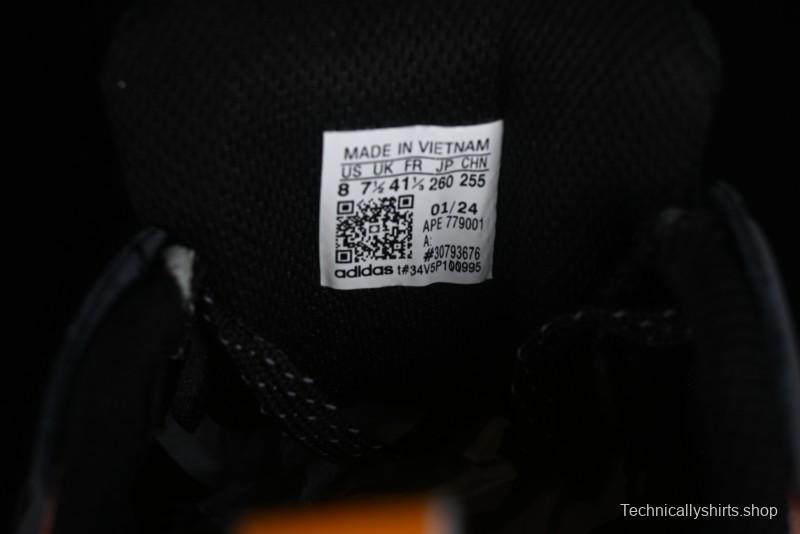 MADE IN VIETNAM
US UK FR JP CHN
8 7½ 41⅓ 260 255
01/24
APE 779001
A:
#30793676
adidas t#34V5P100995
Technicallyshirts.shop